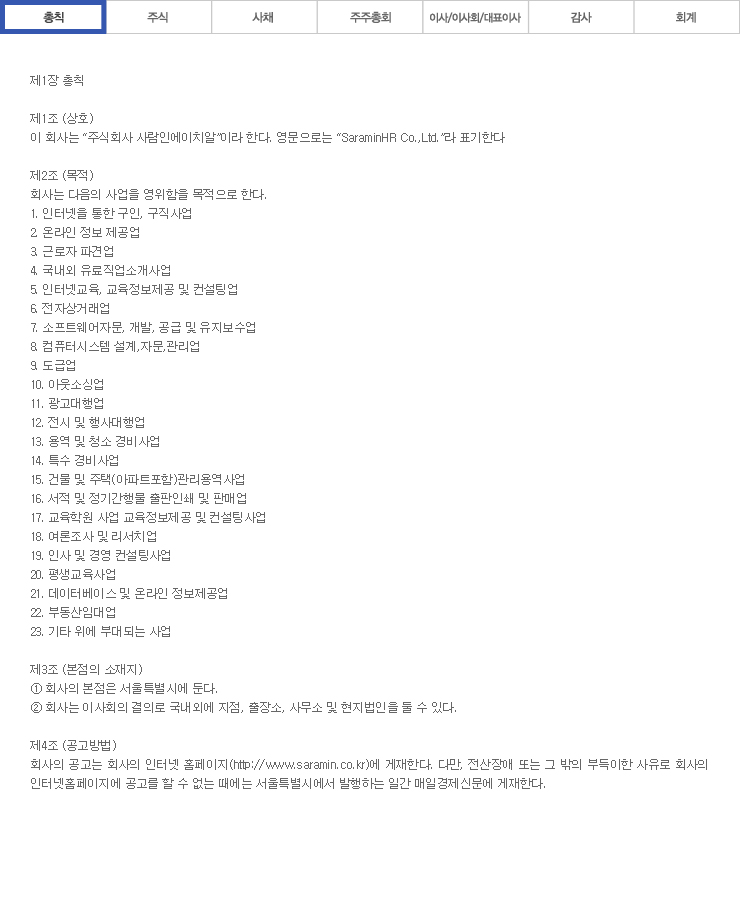 총칙 주식 사채 주주총회 이사/이사회/대표이사 감사 회계
제1장 총칙
제1조 (상호)
이 회사는 “주식회사 사람인에이치알”이라 한다. 영문으로는 “SaraminHR Co.,Ltd.”라 표기한다
제2조 (목적)
회사는 다음의 사업을 영위함을 목적으로 한다.
1. 인터넷을 통한 구인, 구직사업
2. 온라인 정보 제공업
3. 근로자 파견업
4. 국내외 유료직업소개사업
5. 인터넷교육, 교육정보제공 및 컨설팅업
6. 전자상거래업
7. 소프트웨어자문, 개발, 공급 및 유지보수업
8. 컴퓨터시스템 설계,자문,관리업
9. 도급업
10. 아웃소싱업
11. 광고대행업
12. 전시 및 행사대행업
13. 용역 및 청소 경비사업
14. 특수 경비사업
15. 건물 및 주택(아파트포함)관리용역사업
16. 서적 및 정기간행물 출판인쇄 및 판매업
17. 교육학원 사업 교육정보제공 및 컨설팅사업
18. 여론조사 및 리서치업
19. 인사 및 경영 컨설팅사업
20. 평생교육사업
21. 데이터베이스 및 온라인 정보제공업
22. 부동산임대업
23. 기타 위에 부대되는 사업
제3조 (본점의 소재지)
① 회사의 본점은 서울특별시에 둔다.
② 회사는 이사회의 결의로 국내외에 지점, 출장소, 사무소 및 현지법인을 둘 수 있다.
제4조 (공고방법)
회사의 공고는 회사의 인터넷 홈페이지(http://www.saramin.co.kr)에 게재한다. 다만, 전산장애 또는 그 밖의 부득이한 사유로 회사의
인터넷홈페이지에 공고를 할 수 없는 때에는 서울특별시에서 발행하는 일간 매일경제신문에 게재한다.